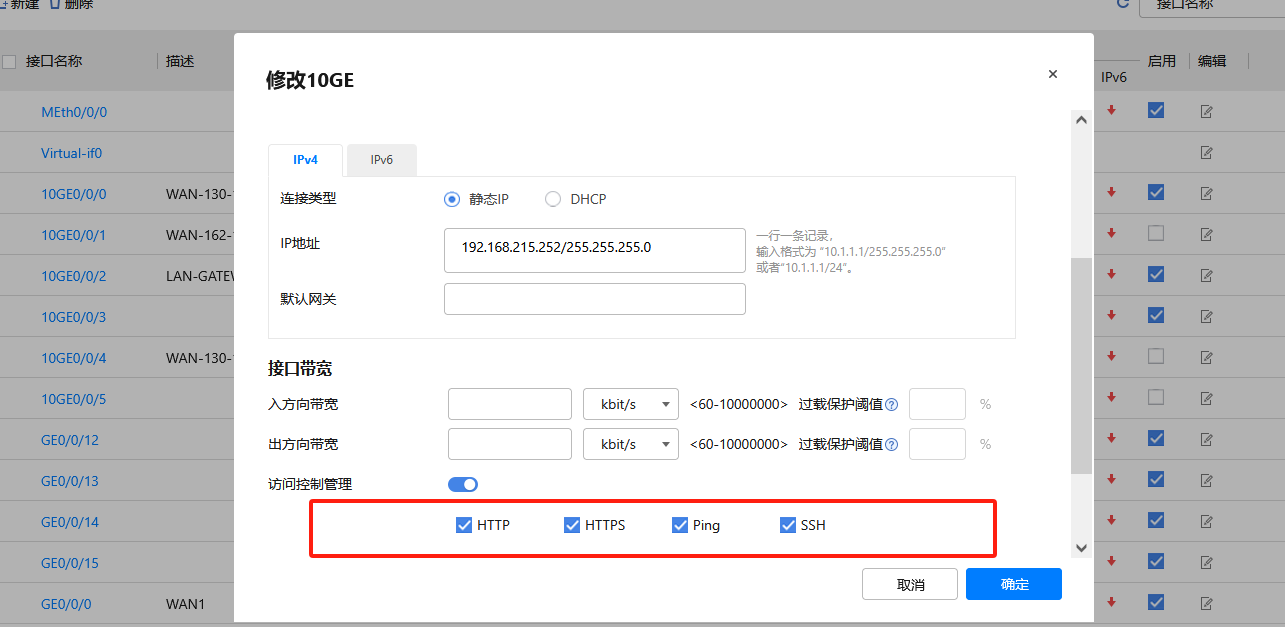 新建 删除 接口名称
接口名称 描述 启用 编辑
IPv6
修改10GE
MEth0/0/0
Virtual-if0
IPv4 IPv6
10GE0/0/0 WAN-130- 连接类型 静态IP DHCP
10GE0/0/1 WAN-162- IP地址 192.168.215.252/255.255.255.0 一行一条记录,
输入格式为 “10.1.1.1/255.255.255.0”
或者“10.1.1.1/24”。
10GE0/0/2 LAN-GATEW
默认网关
10GE0/0/3
10GE0/0/4 WAN-130-
接口带宽
10GE0/0/5 入方向带宽 kbit/s <60-10000000> 过载保护阈值 ? %
GE0/0/12 出方向带宽 kbit/s <60-10000000> 过载保护阈值 ? %
GE0/0/13 访问控制管理
GE0/0/14 HTTP HTTPS Ping SSH
GE0/0/15
取消 确定
GE0/0/0 WAN1